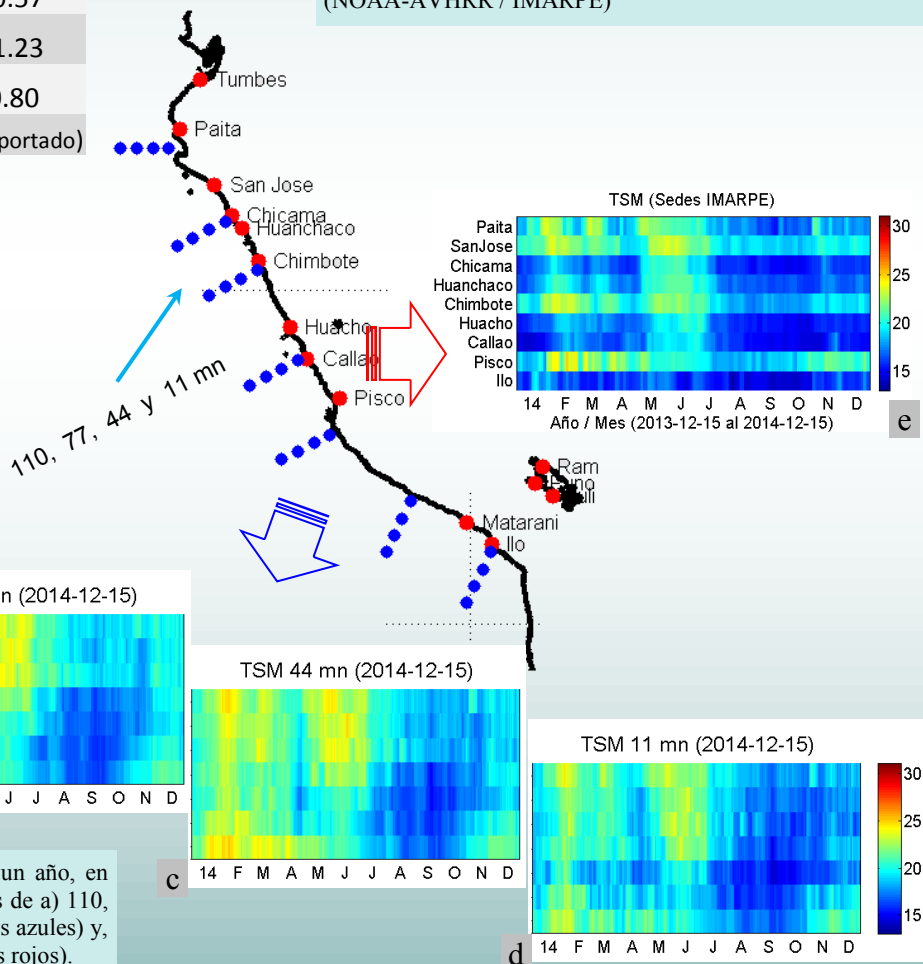 (NOAA-AVHRR / IMARPE)
1.23
0.80
Tumbes
Paita
San Jose
Chicama
Huanchaco
Chimbote
Huacho
Callao
Pisco
Matarani
Ilo
Ram
110, 77, 44 y 11 mn
TSM (Sedes IMARPE)
Paita
SanJose
Chicama
Huanchaco
Chimbote
Huacho
Callao
Pisco
Ilo
30
25
20
15
14 F M A M J J A S O N D
Año / Mes (2013-12-15 al 2014-12-15)
e
n (2014-12-15)
J J A S O N D
TSM 44 mn (2014-12-15)
14 F M A M J J A S O N D
c
TSM 11 mn (2014-12-15)
30
25
20
15
14 F M A M J J A S O N D
d
un año, en
s de a) 110,
s azules) y,
s rojos).